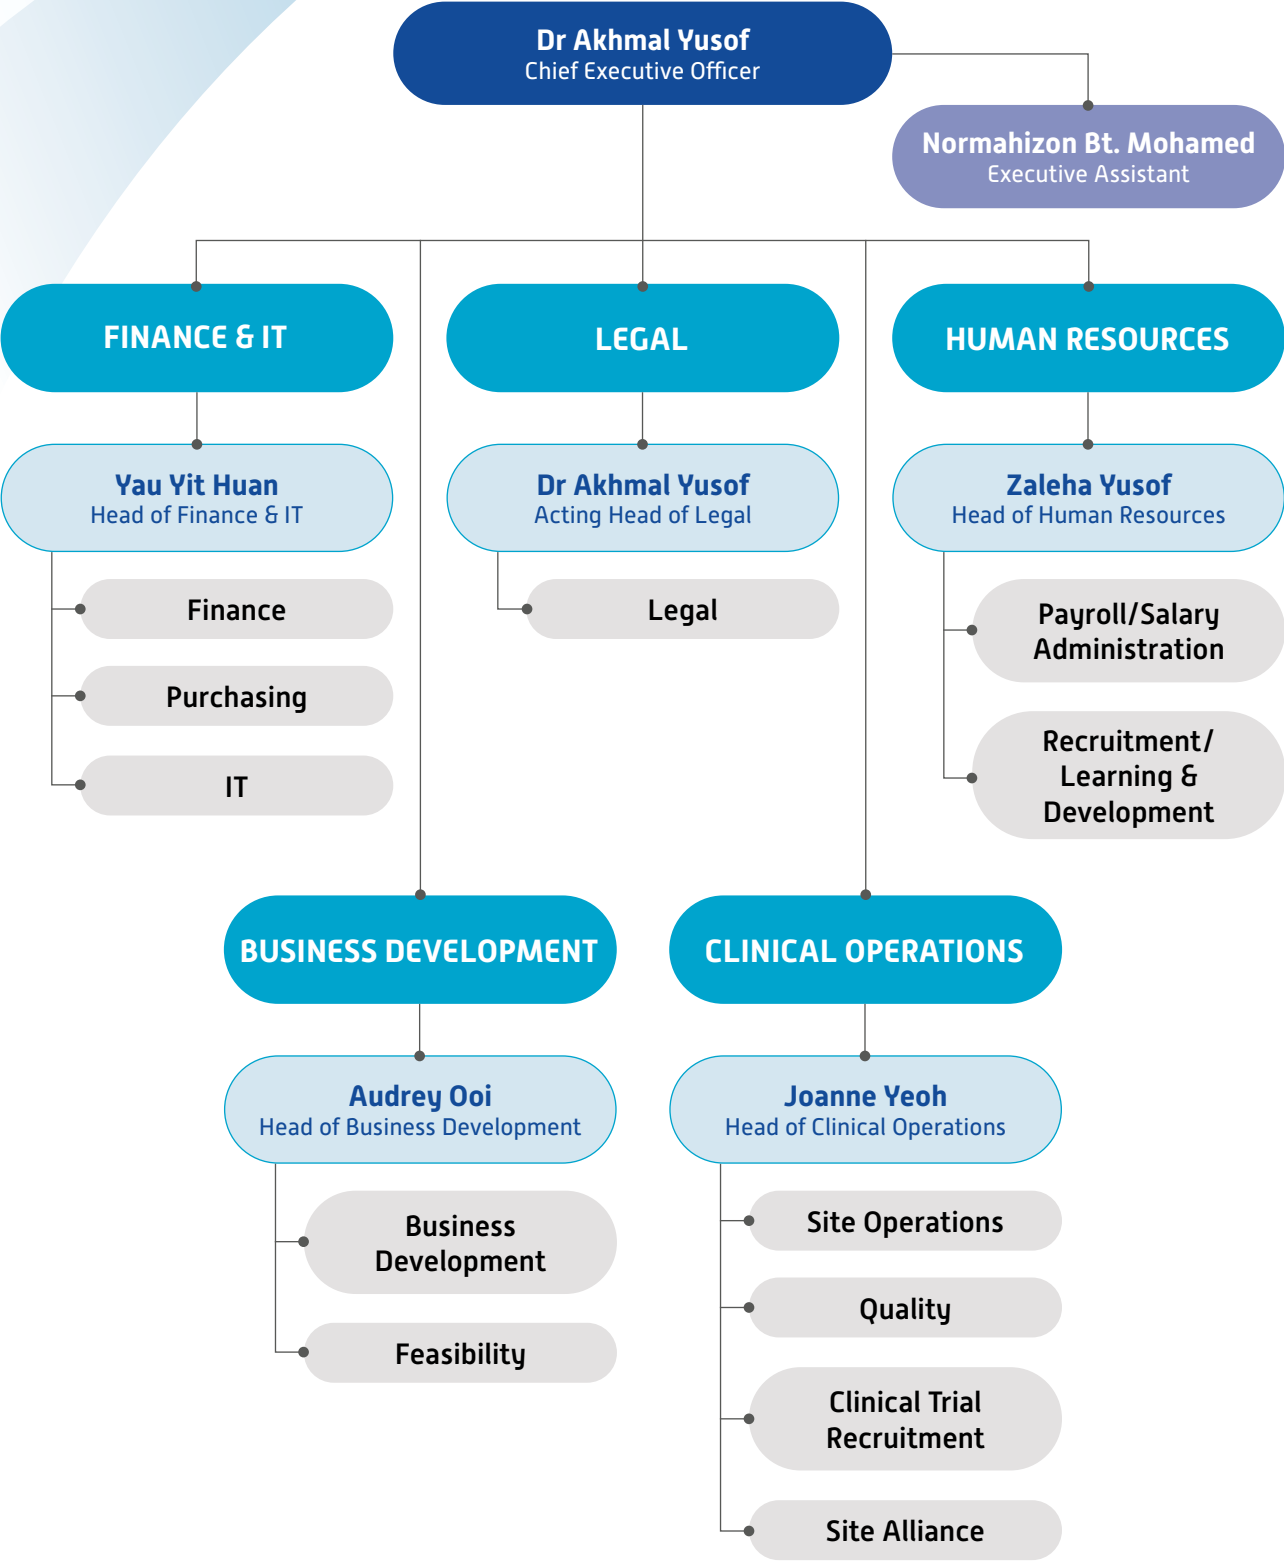 Dr Akhmal Yusof
Chief Executive Officer
Normahizon Bt. Mohamed
Executive Assistant
FINANCE & IT
LEGAL
HUMAN RESOURCES
Yau Yit Huan
Head of Finance & IT
Dr Akhmal Yusof
Acting Head of Legal
Zaleha Yusof
Head of Human Resources
Finance
Purchasing
IT
Legal
Payroll/Salary
Administration
Recruitment/
Learning &
Development
BUSINESS DEVELOPMENT
CLINICAL OPERATIONS
Audrey Ooi
Head of Business Development
Joanne Yeoh
Head of Clinical Operations
Business
Development
Feasibility
Site Operations
Quality
Clinical Trial
Recruitment
Site Alliance